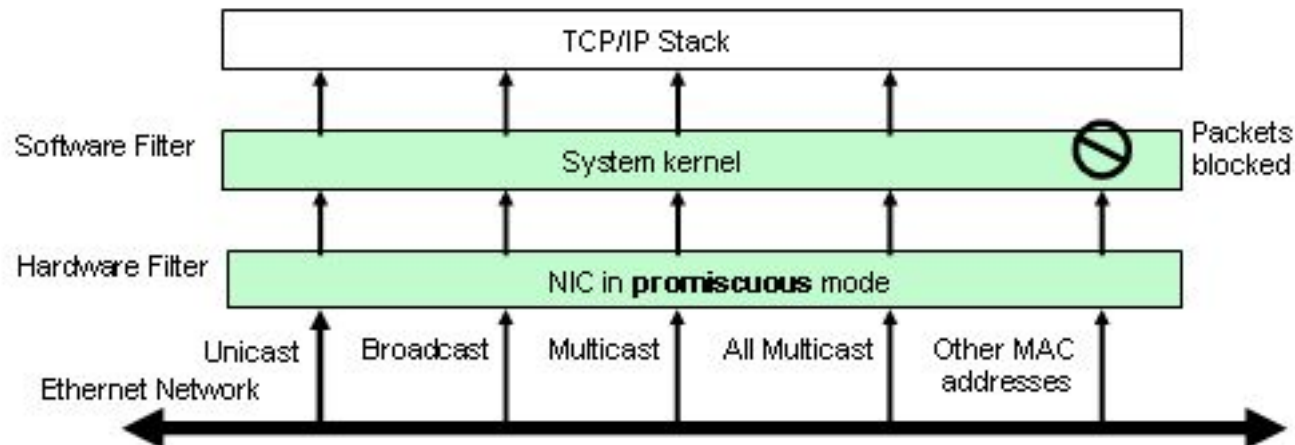 TCP/IP Stack
Software Filter
System kernel
Packets
blocked
Hardware Filter
NIC in promiscuous mode
Unicast
Broadcast
Multicast
All Multicast
Other MAC
addresses
Ethernet Network